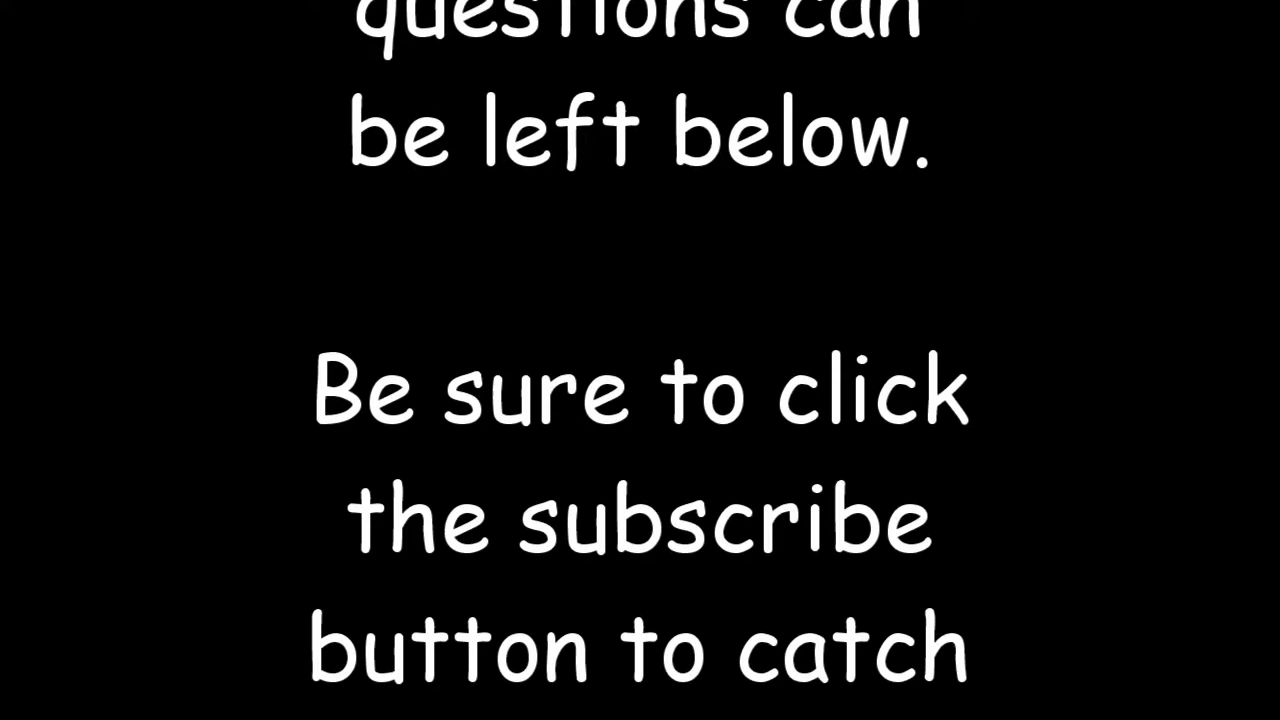 questions can
be left below.
Be sure to click
the subscribe
button to catch